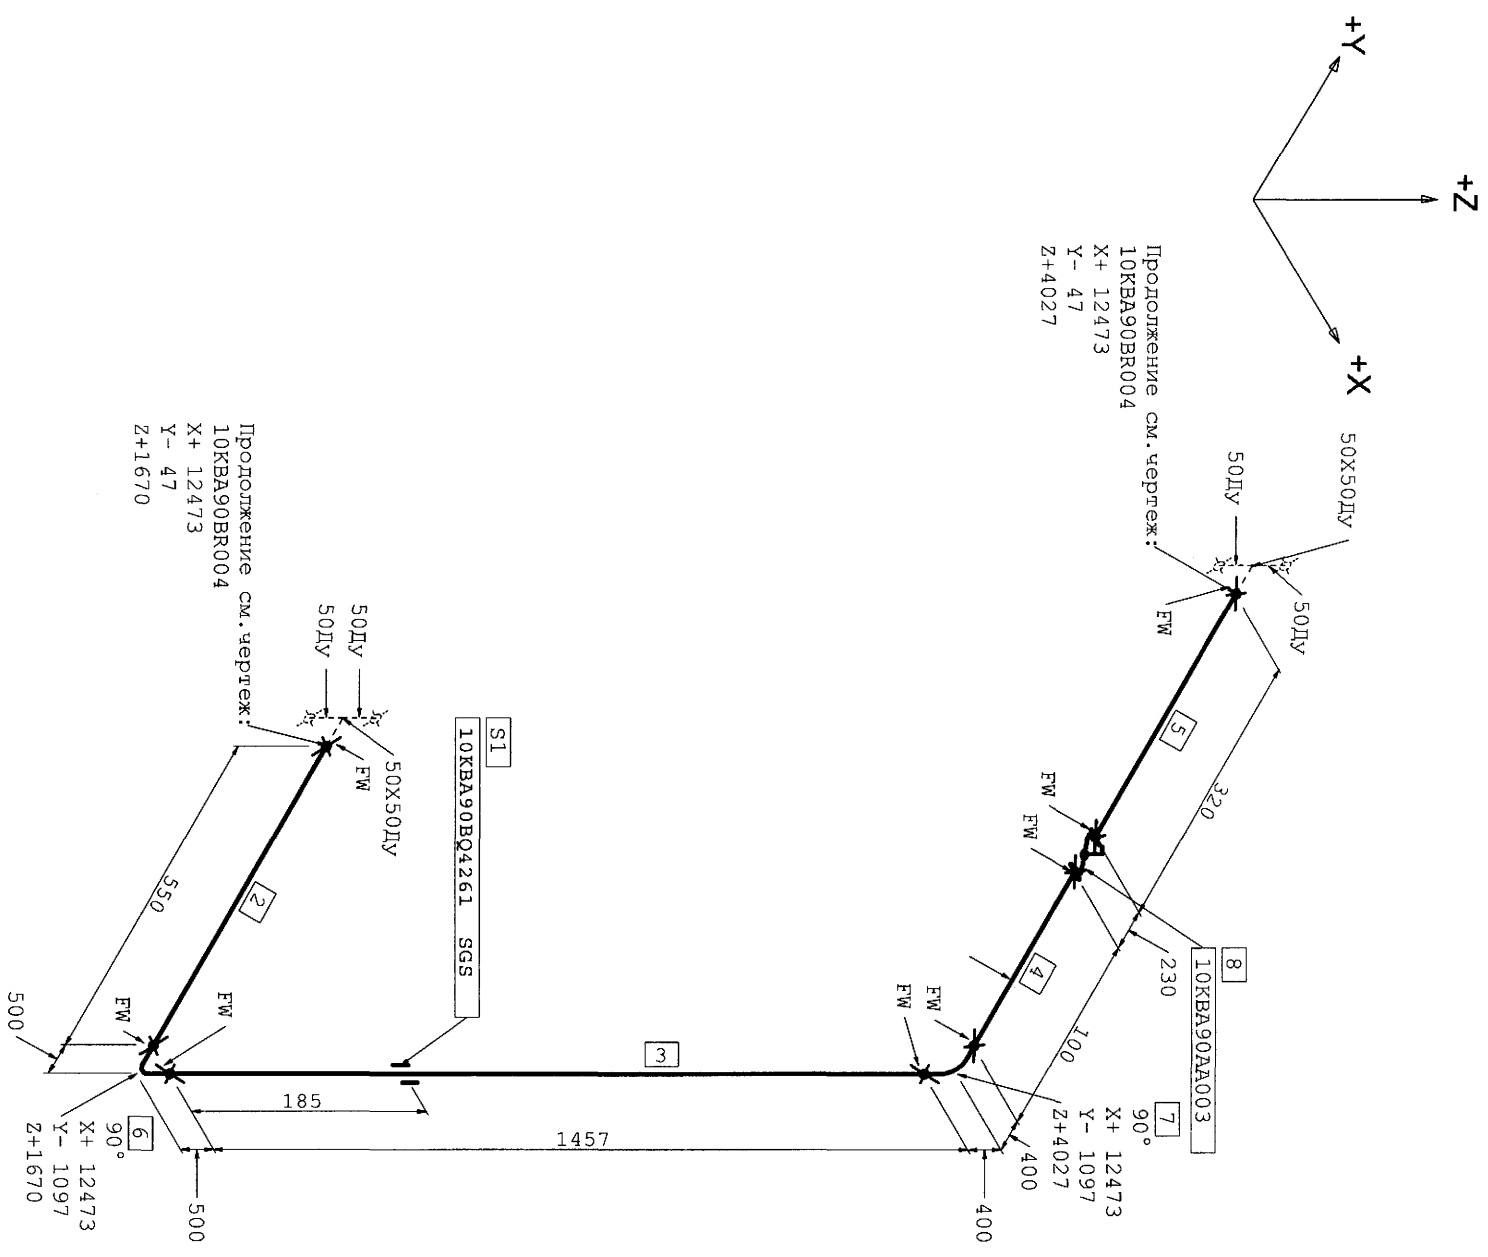 +Y
+Z
+X
Продолжение см.чертеж:
10KBA90BR004
X+ 12473
Y- 47
Z+4027
50X50Ду
50Ду
50Ду
FW
5
320
FW
FW
8
10KBA90AA003
230
4
100
FW
FW
7
90°
X+ 12473
Y- 1097
Z+4027
400
400
Продолжение см.чертеж:
10KBA90BR004
X+ 12473
Y- 47
Z+1670
50Ду
50Ду
50X50Ду
FW
S1
10KBA90BQ4261 SGS
2
550
3
FW
FW
500
185
1457
6
90°
X+ 12473
Y- 1097
Z+1670
500